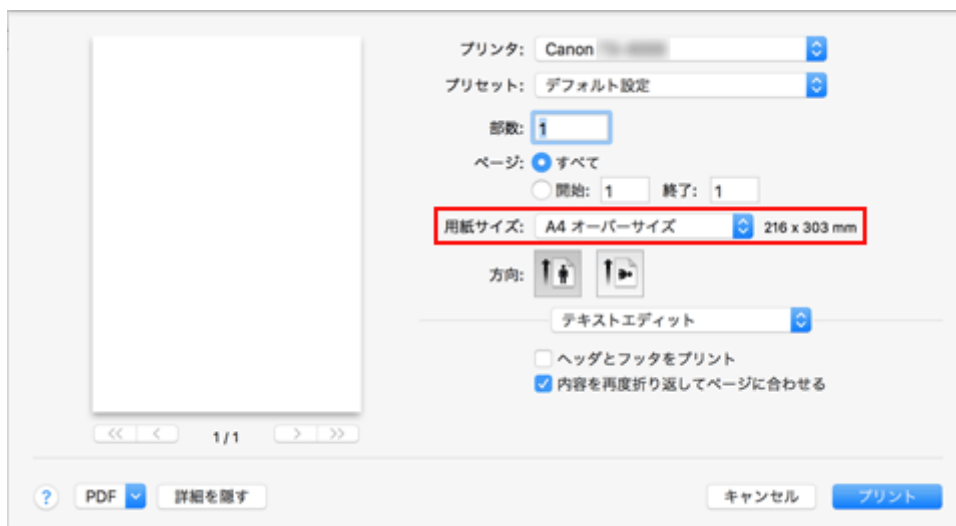 プリンタ: Canon
プリセット: デフォルト設定
部数: 1
ページ: すべて
開始: 1 終了: 1
用紙サイズ: A4 オーバーサイズ 216 x 303 mm
方向:
テキストエディット
ヘッダとフッタをプリント
内容を再度折り返してページに合わせる
1 / 1
? PDF 詳細を隠す キャンセル プリント